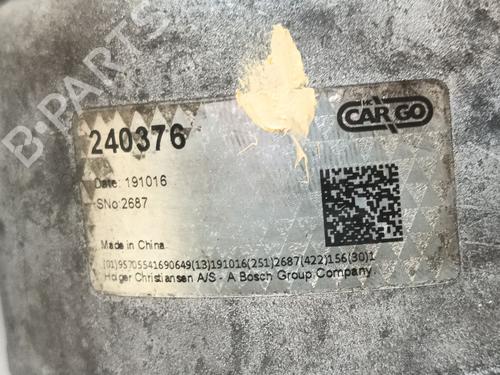 B-PARTS
240376
HC
CARGO
Date: 191016
SNo:2687
Made in China
(01)95705541690649(13)191016(251)2687(422)156(30)1
Holger Christiansen A/S - A Bosch Group Company